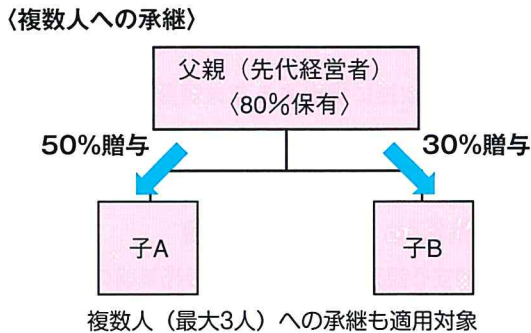 〈複数人への承継〉
父親（先代経営者）
〈80％保有〉
50％贈与
30％贈与
子A
子B
複数人（最大3人）への承継も適用対象